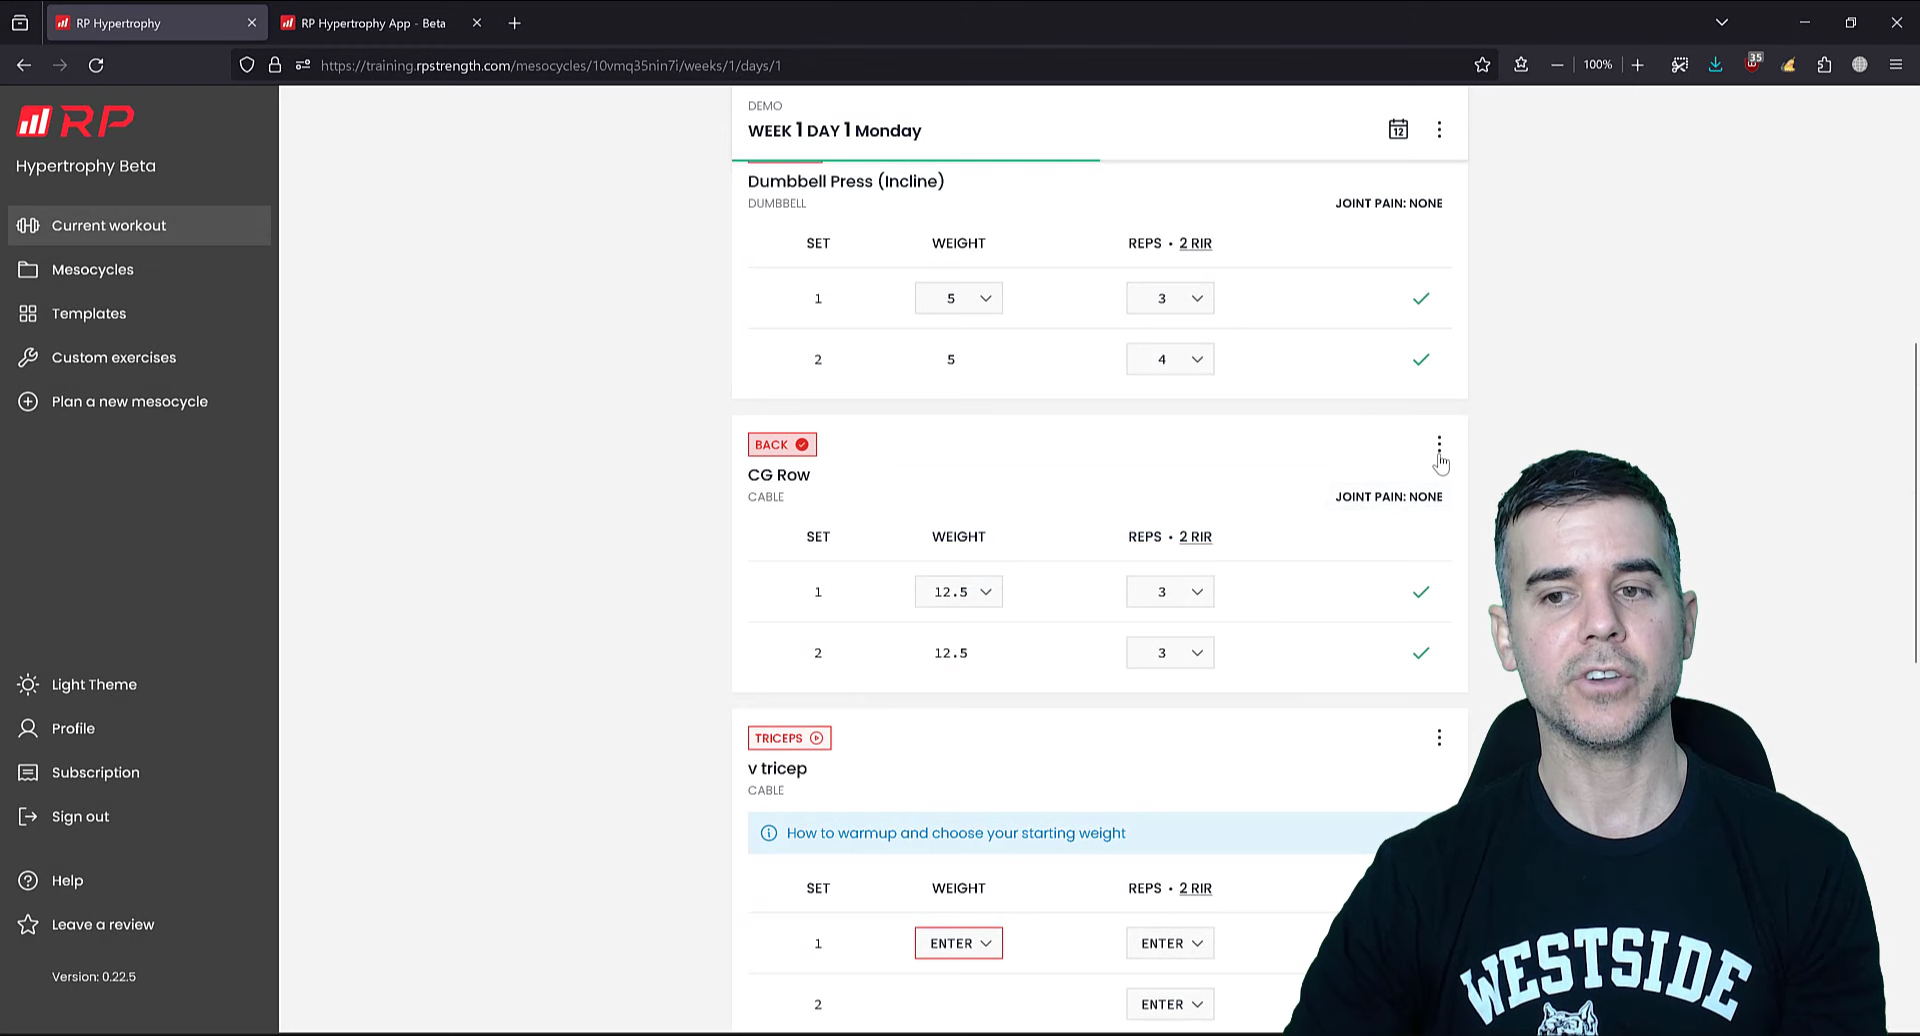 RP Hypertrophy
RP Hypertrophy App - Beta
https://training.rpstrength.com/mesocycles/10vmq35nin7i/weeks/1/days/1
100%
35
RP
Hypertrophy Beta
Current workout
Mesocycles
Templates
Custom exercises
Plan a new mesocycle
Light Theme
Profile
Subscription
Sign out
Help
Leave a review
Version: 0.22.5
DEMO
WEEK 1 DAY 1 Monday
12
Dumbbell Press (Incline)
DUMBBELL
JOINT PAIN: NONE
SET WEIGHT REPS • 2 RIR
1 5 3
2 5 4
BACK
CG Row
CABLE
JOINT PAIN: NONE
SET WEIGHT REPS • 2 RIR
1 12.5 3
2 12.5 3
TRICEPS
v tricep
CABLE
How to warmup and choose your starting weight
SET WEIGHT REPS • 2 RIR
1 ENTER ENTER
2 ENTER
WESTSIDE